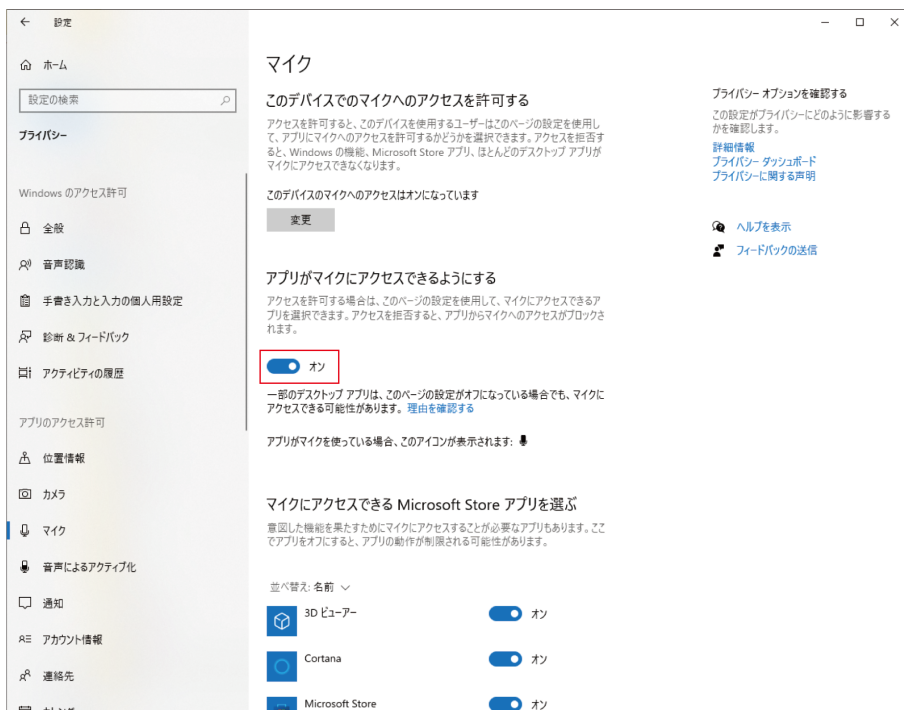 設定
ホーム
設定の検索
プライバシー
Windows のアクセス許可
全般
音声認識
手書き入力と入力の個人用設定
診断 & フィードバック
アクティビティの履歴
アプリのアクセス許可
位置情報
カメラ
マイク
音声によるアクティブ化
通知
アカウント情報
連絡先
マイク
このデバイスでのマイクへのアクセスを許可する
アクセスを許可すると、このデバイスを使用するユーザーはこのページの設定を使用し
て、アプリにマイクへのアクセスを許可するかどうかを選択できます。アクセスを拒否す
ると、Windows の機能、Microsoft Store アプリ、ほとんどのデスクトップ アプリが
マイクにアクセスできなくなります。
このデバイスのマイクへのアクセスはオンになっています
変更
アプリがマイクにアクセスできるようにする
アクセスを許可する場合は、このページの設定を使用して、マイクにアクセスできるア
プリを選択できます。アクセスを拒否すると、アプリからマイクへのアクセスがブロックさ
れます。
オン
一部のデスクトップ アプリは、このページの設定がオフになっている場合でも、マイクに
アクセスできる可能性があります。 理由を確認する
アプリがマイクを使っている場合、このアイコンが表示されます:
マイクにアクセスできる Microsoft Store アプリを選ぶ
意図した機能を果たすためにマイクにアクセスすることが必要なアプリもあります。ここ
でアプリをオフにすると、アプリの動作が制限される可能性があります。
並べ替え: 名前
3D ビューアー オン
Cortana オン
Microsoft Store オン
プライバシー オプションを確認する
この設定がプライバシーにどのように影響する
かを確認します。
詳細情報
プライバシー ダッシュボード
プライバシーに関する声明
ヘルプを表示
フィードバックの送信